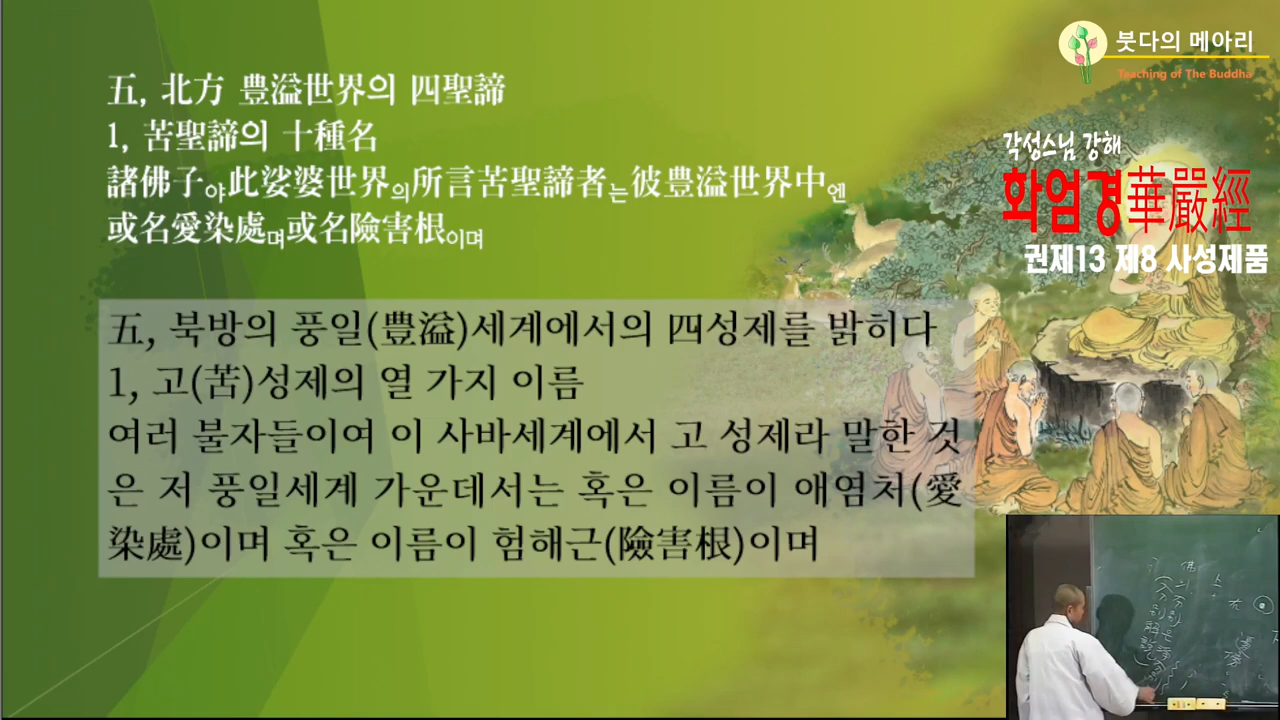 五, 北方 豊溢世界의 四聖諦
1, 苦聖諦의 十種名
諸佛子야此娑婆世界의所言苦聖諦者는彼豊溢世界中엔
或名愛染處며或名險害根이며
五, 북방의 풍일(豊溢)세계에서의 四성제를 밝히다
1, 고(苦)성제의 열 가지 이름
여러 불자들이여 이 사바세계에서 고 성제라 말한 것
은 저 풍일세계 가운데서는 혹은 이름이 애염처(愛
染處)이며 혹은 이름이 험해근(險害根)이며
붓다의 메아리
Teaching of The Buddha
각성스님 강해
화엄경華嚴經
권제13 제8 사성제품
佛